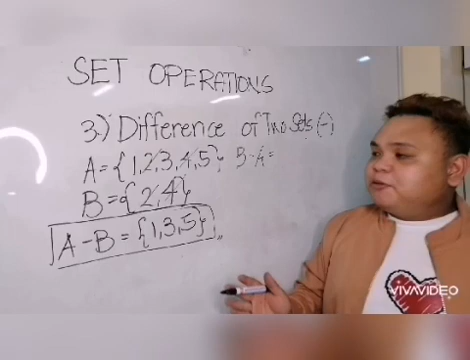 SET OPERATIONS
3.) Difference of Two Sets (-)
A = {1,2,3,4,5} B-A=
B = {2,4}
A-B = {1,3,5}
VIVAVIDEO